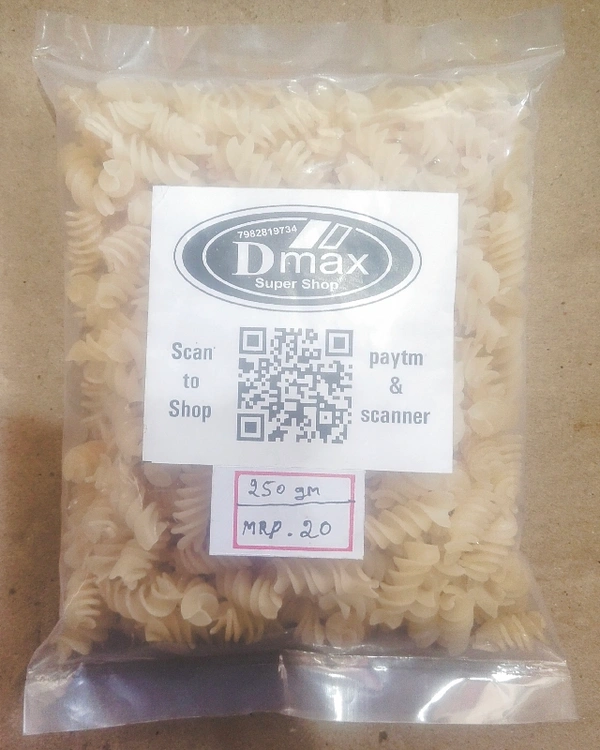 7982819734
Dmax
Super Shop
Scan
to
Shop
paytm
&
scanner
250 gm
MRP. 20